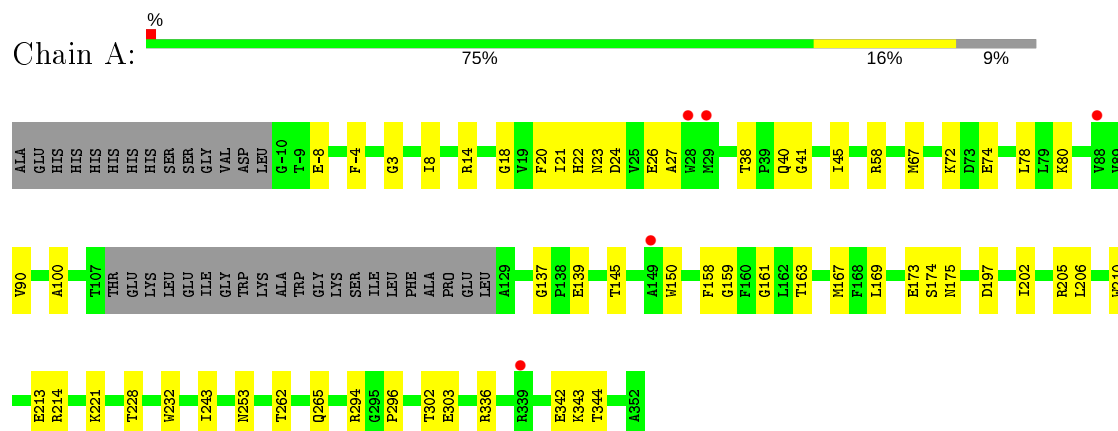 %
Chain A:
75% 16% 9%
ALA GLU HIS HIS HIS HIS HIS HIS SER SER GLY VAL ASP LEU G-10 T-9 E-8 F-4 G3 I8 R14 G18 V19 F20 I21 H22 N23 D24 V25 E26 A27 W28 M29 T38 P39 Q40 G41 I45 R58 M67 K72 D73 E74 L78 L79 K80 V88 V89
V90 A100 T107 THR GLU LYS LEU GLU ILE GLY TRP LYS ALA TRP GLY LYS SER ILE LEU PHE ALA PRO GLU LEU A129 G137 P138 E139 T145 A149 W150 F158 G159 F160 G161 L162 T163 M167 F168 L169 E173 S174 N175 D197 I202 R205 L206 W210
E213 R214 K221 T228 W232 I243 N253 T262 Q265 R294 G295 P296 T302 E303 R336 R339 E342 K343 T344 A352